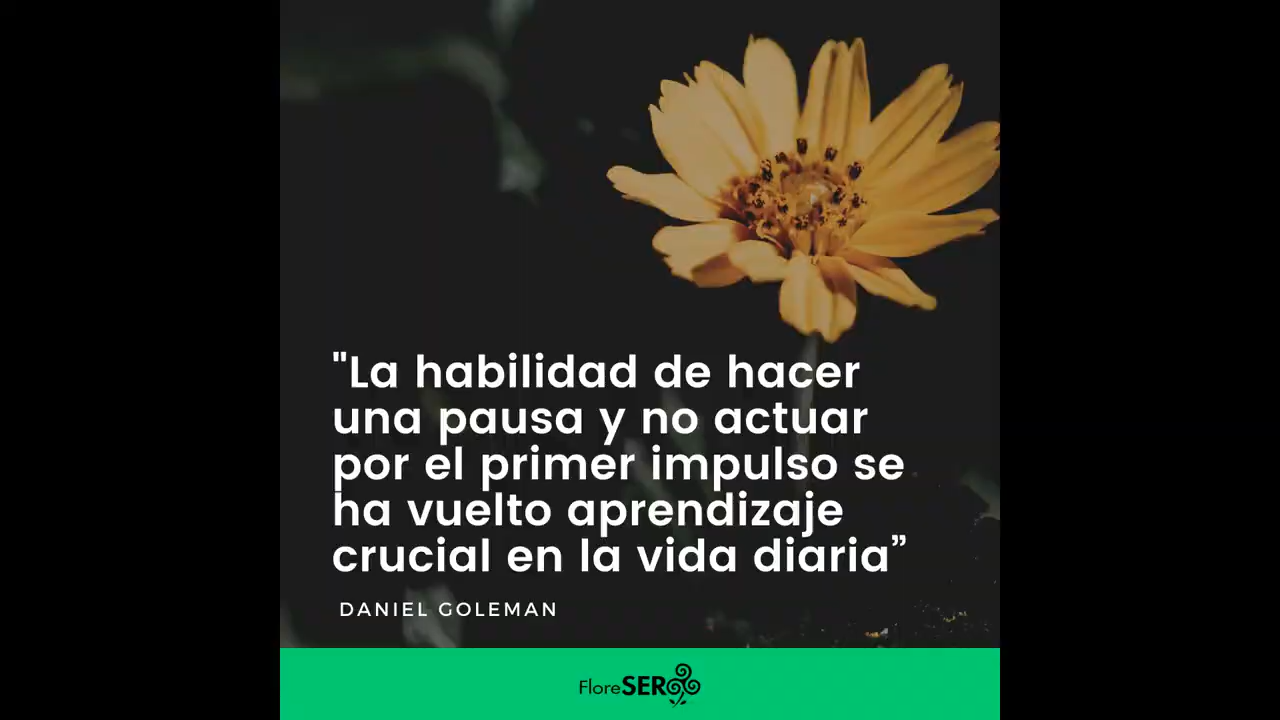 "La habilidad de hacer
una pausa y no actuar
por el primer impulso se
ha vuelto aprendizaje
crucial en la vida diaria”
DANIEL GOLEMAN
FloreSER